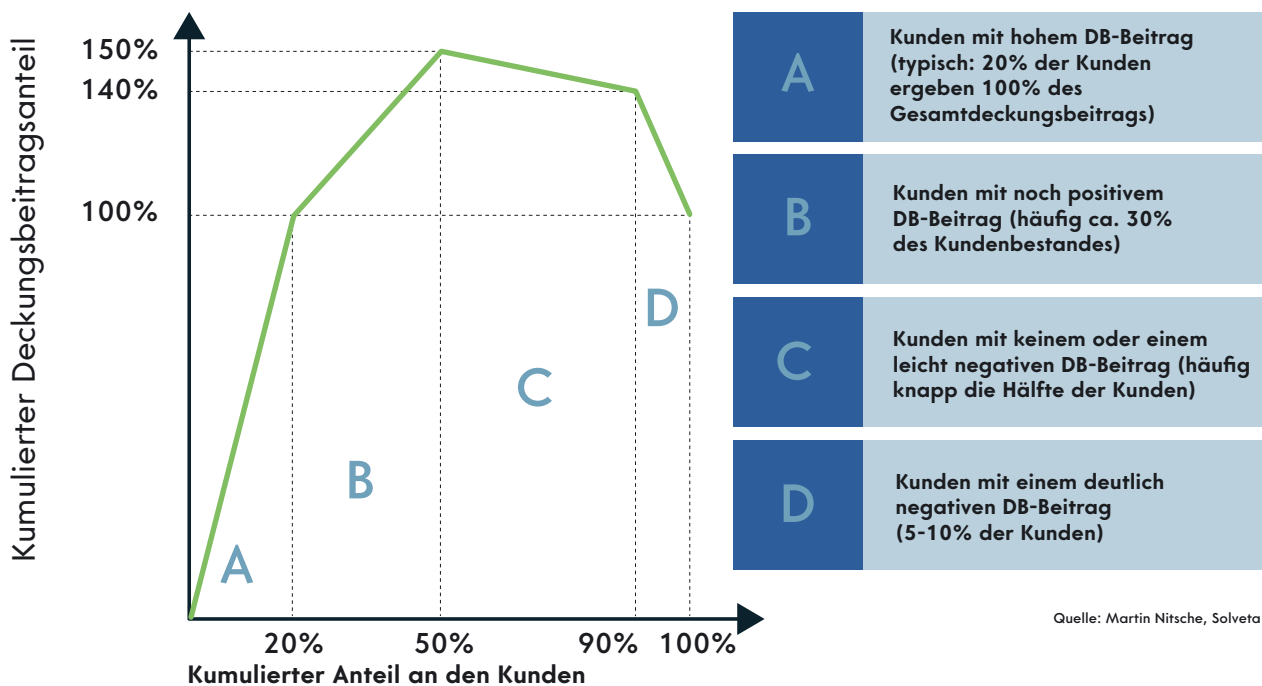 Kumulierter Deckungsbeitragsanteil
150%
140%
100%
A
B
C
D
20%
50%
90%
100%
Kumulierter Anteil an den Kunden
A
Kunden mit hohem DB-Beitrag
(typisch: 20% der Kunden
ergeben 100% des
Gesamtdeckungsbeitrags)
B
Kunden mit noch positivem
DB-Beitrag (häufig ca. 30%
des Kundenbestandes)
C
Kunden mit keinem oder einem
leicht negativen DB-Beitrag (häufig
knapp die Hälfte der Kunden)
D
Kunden mit einem deutlich
negativen DB-Beitrag
(5-10% der Kunden)
Quelle: Martin Nitsche, Solveta